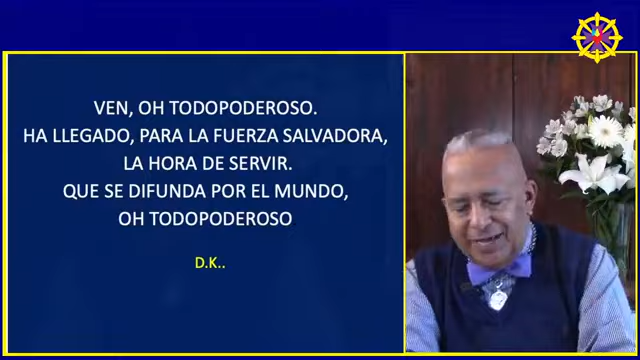 VEN, OH TODOPODEROSO.
HA LLEGADO, PARA LA FUERZA SALVADORA,
LA HORA DE SERVIR.
QUE SE DIFUNDA POR EL MUNDO,
OH TODOPODEROSO
D.K..